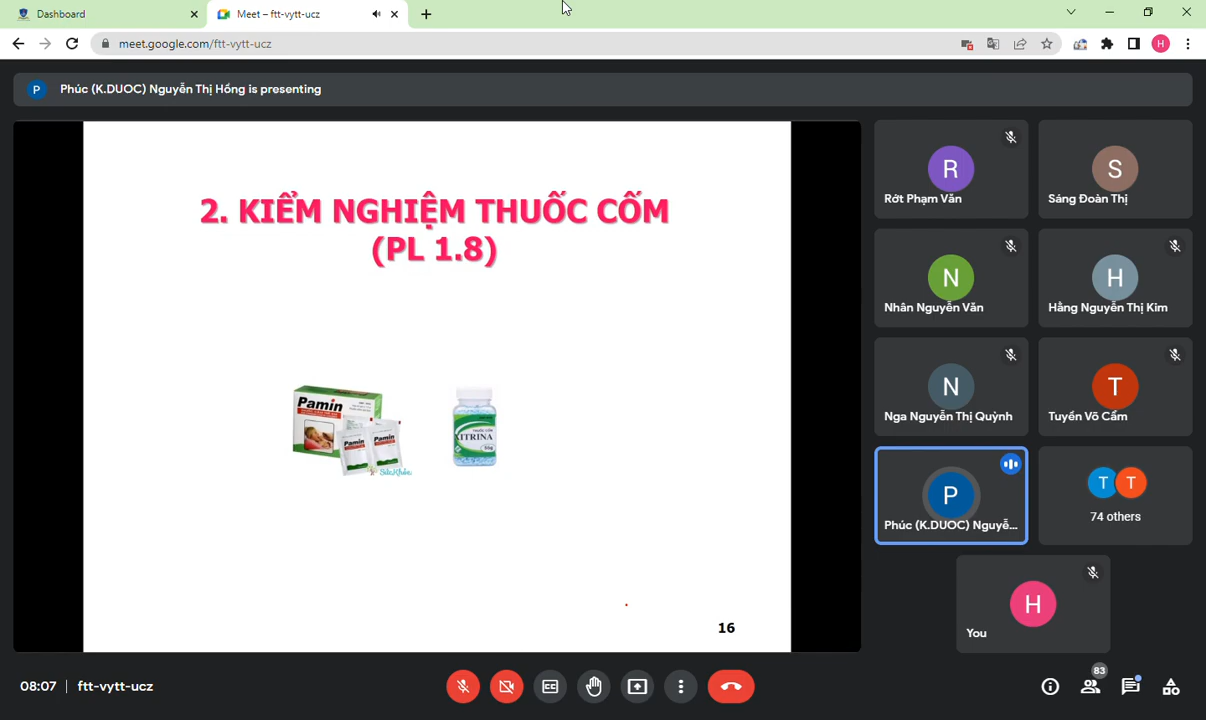 Dashboard
Meet – ftt-vytt-ucz
meet.google.com/ftt-vytt-ucz
H
P
Phúc (K.DUOC) Nguyễn Thị Hồng is presenting
2. KIỂM NGHIỆM THUỐC CỐM
(PL 1.8)
Pamin
Pamin
Pamin
XITRINA
Sức Khỏe
16
R
Rớt Phạm Văn
S
Sáng Đoàn Thị
N
Nhân Nguyễn Văn
H
Hằng Nguyễn Thị Kim
N
Nga Nguyễn Thị Quỳnh
T
Tuyền Võ Cẩm
P
Phúc (K.DUOC) Nguyễ...
T T
74 others
H
You
08:07 | ftt-vytt-ucz
83